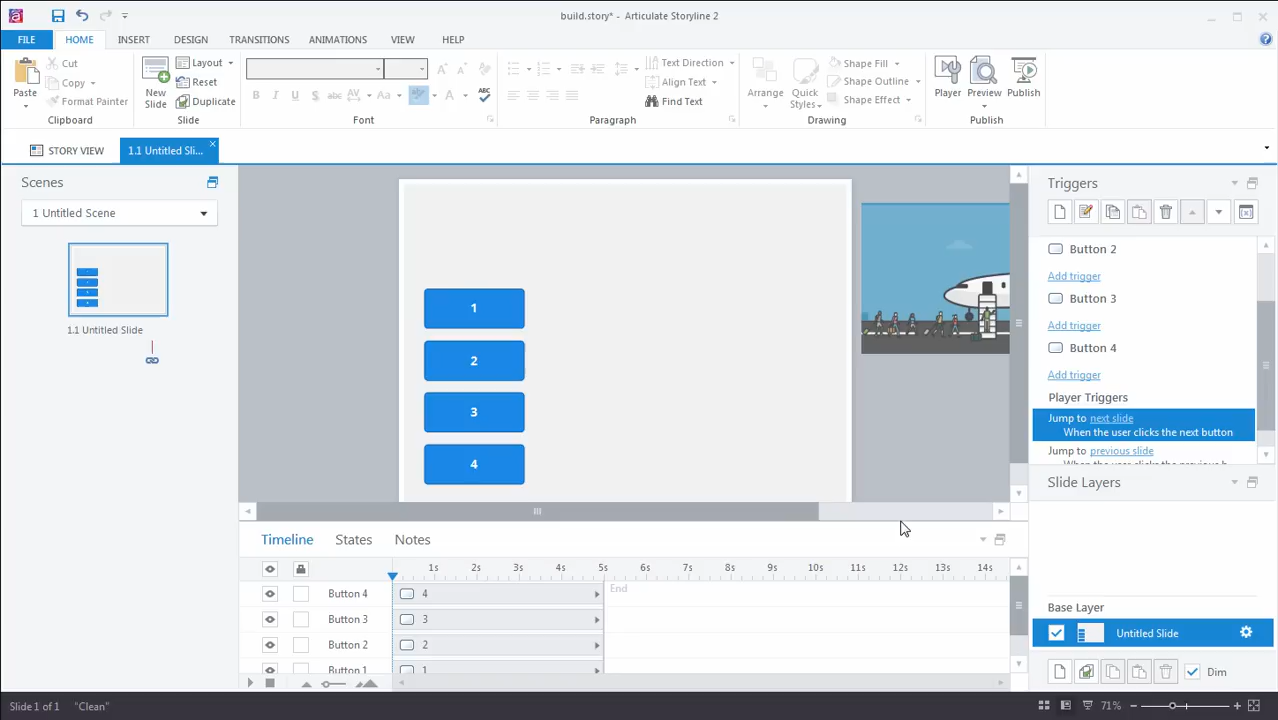 build.story* - Articulate Storyline 2
FILE HOME INSERT DESIGN TRANSITIONS ANIMATIONS VIEW HELP
Paste
Cut
Copy
Format Painter
Clipboard
New Slide
Layout
Reset
Duplicate
Slide
Font
Text Direction
Align Text
Find Text
Paragraph
Arrange
Quick Styles
Shape Fill
Shape Outline
Shape Effect
Drawing
Player
Preview
Publish
Publish
STORY VIEW
1.1 Untitled Sli...
Scenes
1 Untitled Scene
1.1 Untitled Slide
1
2
3
4
Triggers
Button 2
Add trigger
Button 3
Add trigger
Button 4
Add trigger
Player Triggers
Jump to next slide
When the user clicks the next button
Jump to previous slide
When the user clicks the previous b
Slide Layers
Base Layer
Untitled Slide
Dim
Timeline States Notes
1s 2s 3s 4s 5s 6s 7s 8s 9s 10s 11s 12s 13s 14s
End
Button 4 4
Button 3 3
Button 2 2
Button 1 1
Slide 1 of 1 "Clean"
71%